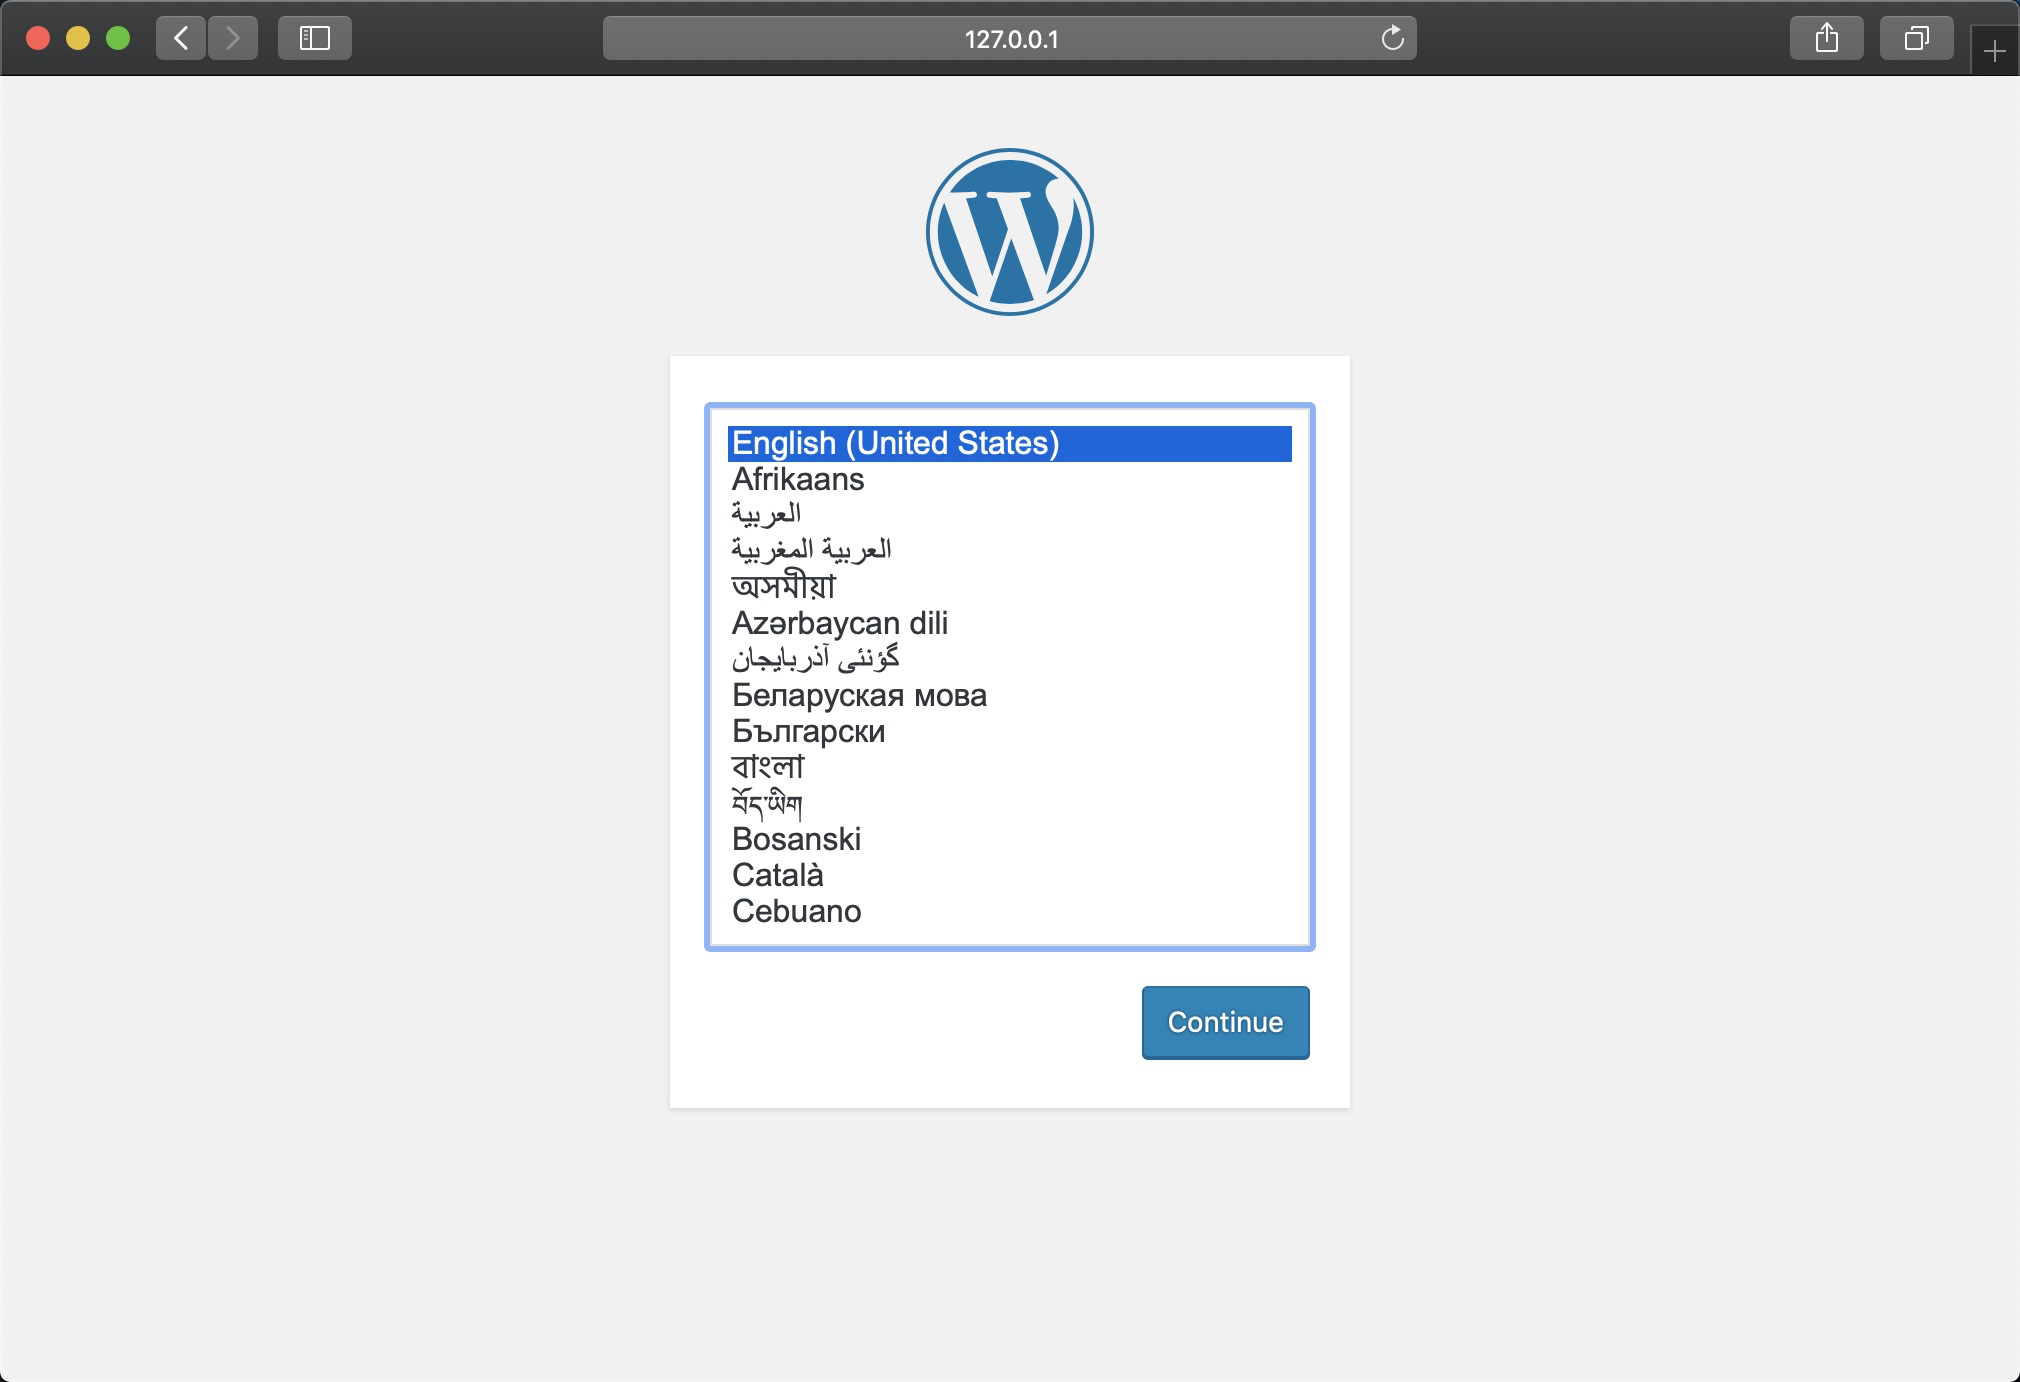 127.0.0.1
English (United States)
Afrikaans
العربية
العربية المغربية
অসমীয়া
Azərbaycan dili
گؤنئی آذربایجان
Беларуская мова
Български
বাংলা
བོད་ཡིག
Bosanski
Català
Cebuano
Continue